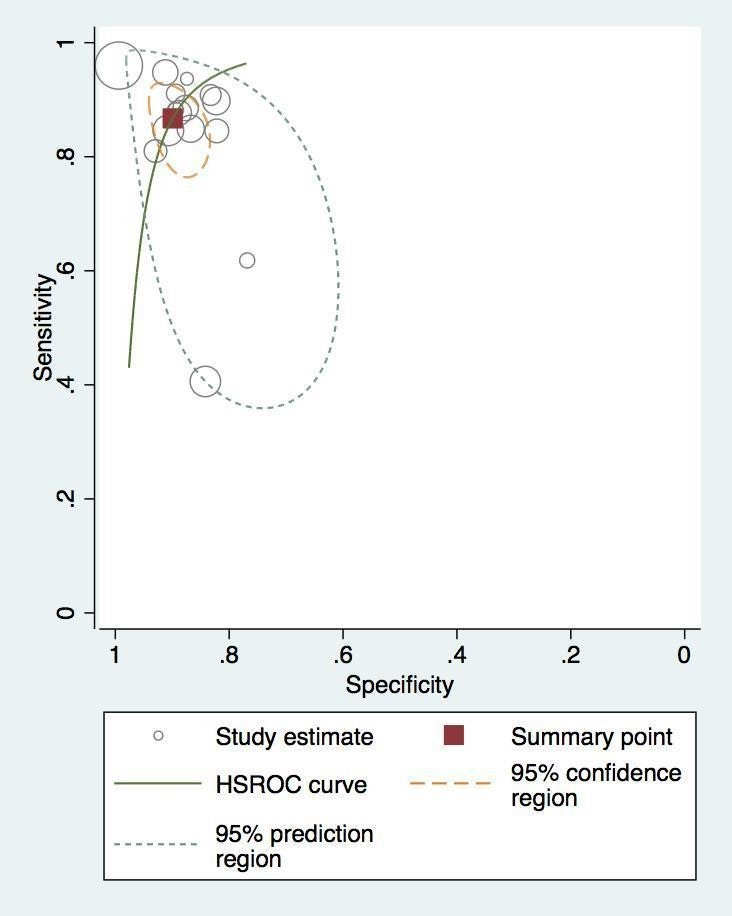 1
.8
.6
.4
.2
0
Sensitivity
1
.8
.6
.4
.2
0
Specificity
Study estimate
Summary point
HSROC curve
95% confidence
region
95% prediction
region